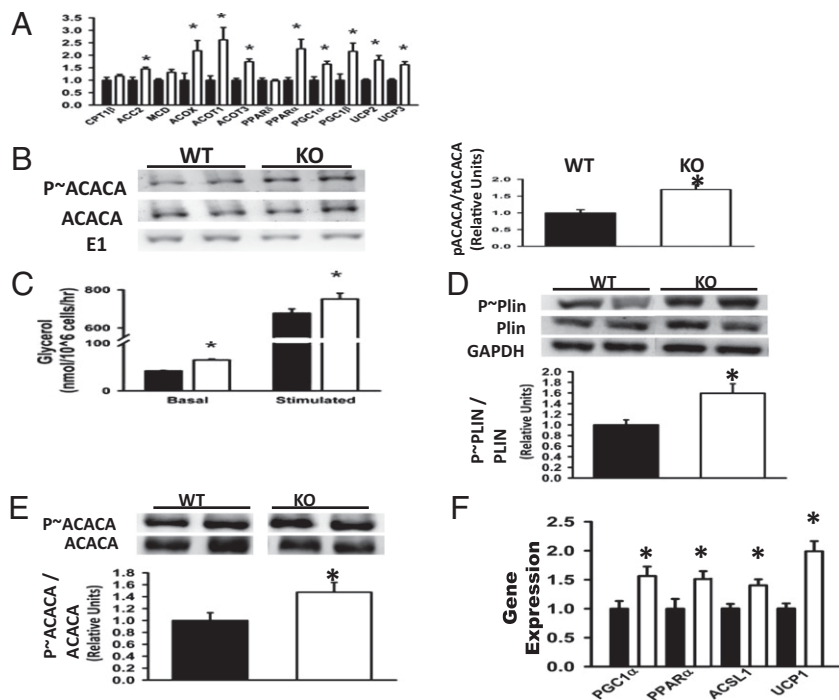 A
3.5
3.0
2.5
2.0
1.5
1.0
0.5
0.0
* * * * * * * * *
CPT1β ACC2 MCD ACOX ACOT1 ACOT3 PPARδ PPARα PGC1α PGC1β UCP2 UCP3
B
WT KO
P~ACACA
ACACA
E1
pACACA/tACACA
(Relative Units)
2.0
1.5
1.0
0.5
0.0
WT KO
*
C
Glycerol
(nmol/10^6 cells/hr)
800
600
100
0
* *
Basal Stimulated
D
WT KO
P~Plin
Plin
GAPDH
P~PLIN /
PLIN
(Relative Units)
2.0
1.8
1.6
1.4
1.2
1.0
0.8
0.6
0.4
0.2
0.0
*
E
WT KO
P~ACACA
ACACA
P~ACACA /
ACACA
(Relative Units)
1.8
1.6
1.4
1.2
1.0
0.8
0.6
0.4
0.2
0.0
*
F
Gene
Expression
2.5
2.0
1.5
1.0
0.5
0.0
* * * *
PGC1α PPARα ACSL1 UCP1